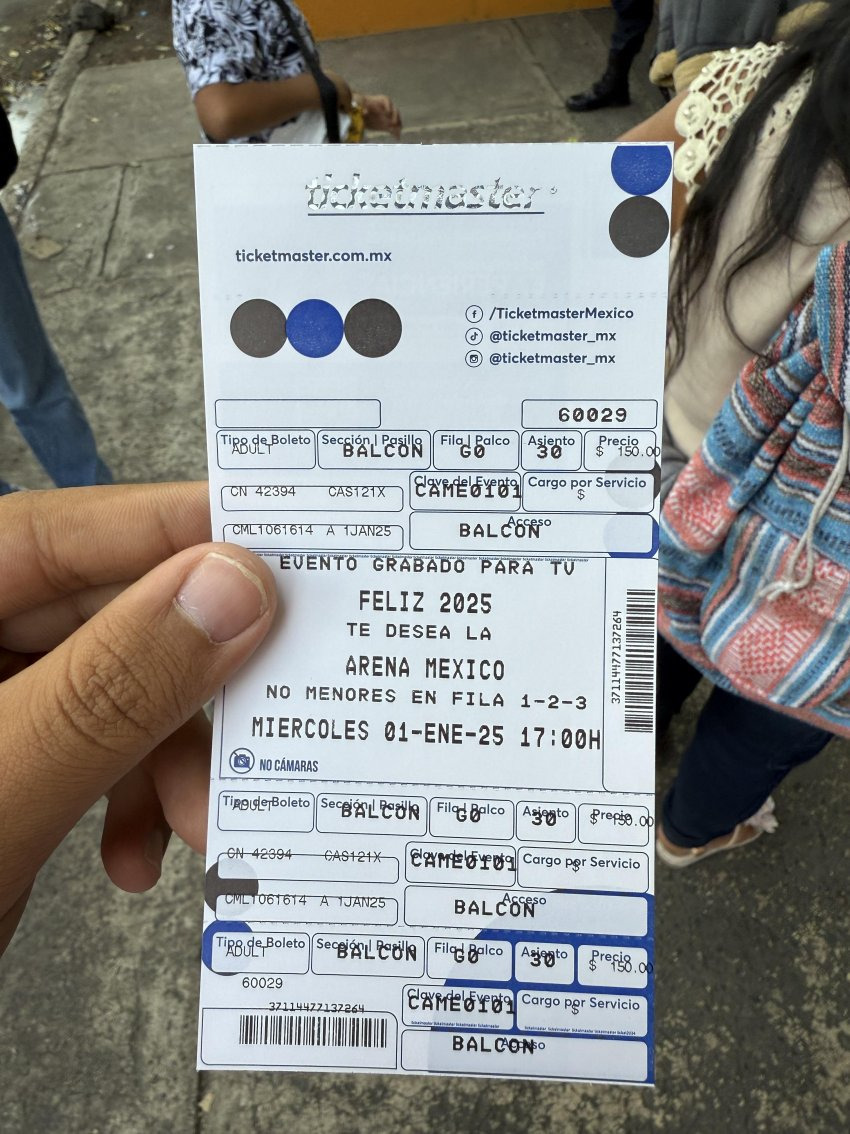 ticketmaster®
ticketmaster.com.mx
/TicketmasterMexico
@ticketmaster_mx
@ticketmaster_mx
60029
Tipo de Boleto Sección | Pasillo Fila | Palco Asiento Precio
ADULT BALCON G0 30 $ 150.00
Clave del Evento Cargo por Servicio
CN 42394 CAS121X CAME0101 $
Acceso
CML1061614 A 1JAN25 BALCON
EVENTO GRABADO PARA TV
FELIZ 2025
TE DESEA LA
ARENA MEXICO
NO MENORES EN FILA 1-2-3
MIERCOLES 01-ENE-25 17:00H
NO CÁMARAS
37114477137264
Tipo de Boleto Sección | Pasillo Fila | Palco Asiento Precio
ADULT BALCON G0 30 $ 150.00
Clave del Evento Cargo por Servicio
CN 42394 CAS121X CAME0101 $
Acceso
CML1061614 A 1JAN25 BALCON
Tipo de Boleto Sección | Pasillo Fila | Palco Asiento Precio
ADULT BALCON G0 30 $ 150.00
60029
Clave del Evento Cargo por Servicio
37114477137264 CAME0101 $
Acceso
BALCON